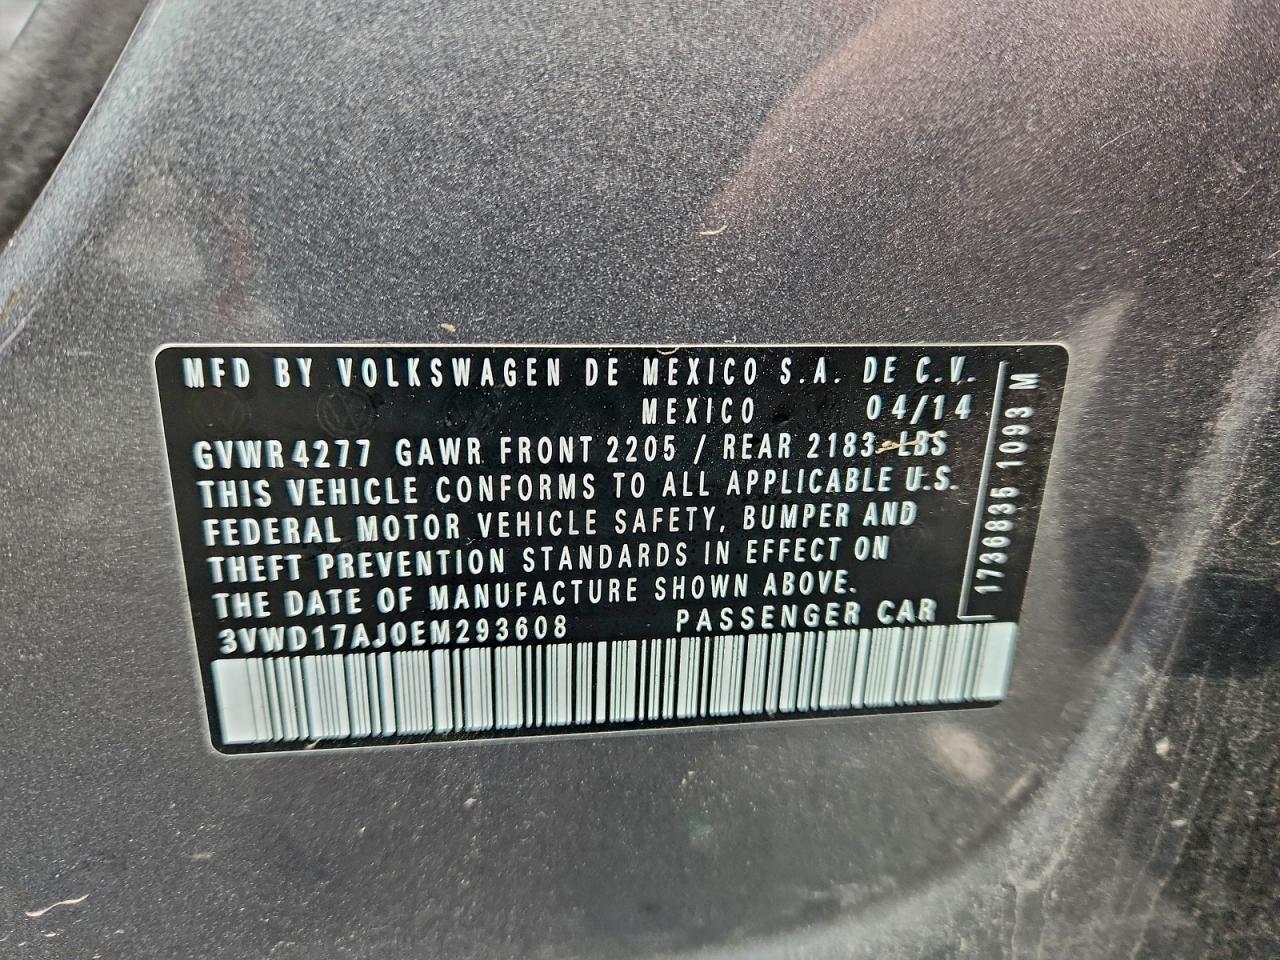 MFD BY VOLKSWAGEN DE MEXICO S.A. DE C.V.
MEXICO 04/14
GVWR 4277 GAWR FRONT 2205 / REAR 2183 LBS
THIS VEHICLE CONFORMS TO ALL APPLICABLE U.S.
FEDERAL MOTOR VEHICLE SAFETY, BUMPER AND
THEFT PREVENTION STANDARDS IN EFFECT ON
THE DATE OF MANUFACTURE SHOWN ABOVE.
3VWD17AJ0EM293608 PASSENGER CAR
1736835 1093 M